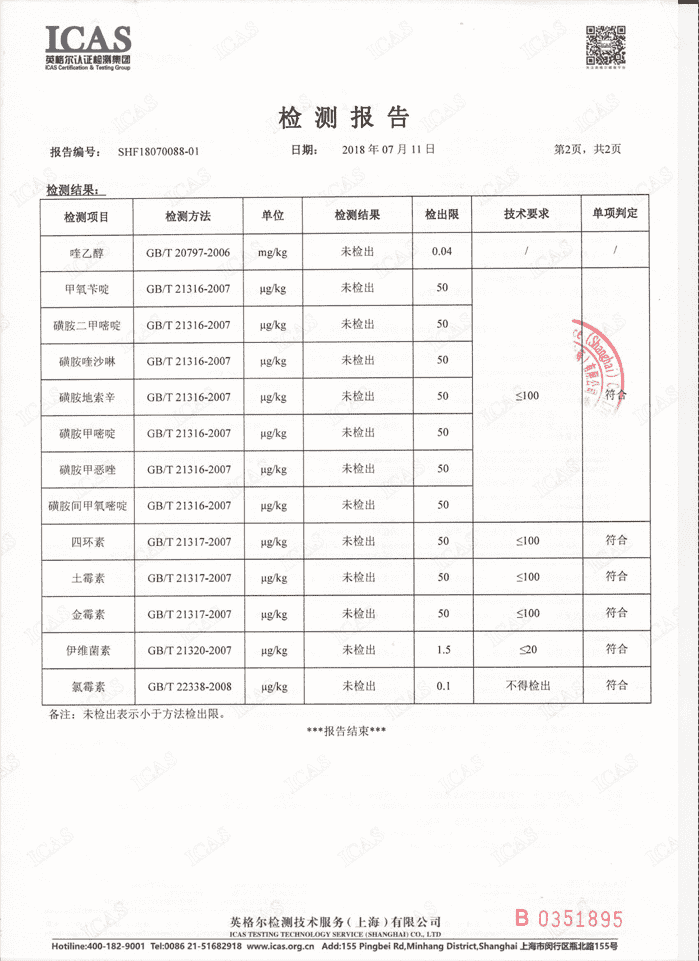 ICAS
英格尔认证检测集团
ICAS Certification & Testing Group
检测报告
报告编号: SHF18070088-01 日期: 2018 年 07 月 11 日 第2页，共2页
检测结果:
检测项目 检测方法 单位 检测结果 检出限 技术要求 单项判定
喹乙醇 GB/T 20797-2006 mg/kg 未检出 0.04 / /
甲氧苄啶 GB/T 21316-2007 μg/kg 未检出 50
磺胺二甲嘧啶 GB/T 21316-2007 μg/kg 未检出 50
磺胺喹沙啉 GB/T 21316-2007 μg/kg 未检出 50
磺胺地索辛 GB/T 21316-2007 μg/kg 未检出 50 ≤100 符合
磺胺甲嘧啶 GB/T 21316-2007 μg/kg 未检出 50
磺胺甲恶唑 GB/T 21316-2007 μg/kg 未检出 50
磺胺间甲氧嘧啶 GB/T 21316-2007 μg/kg 未检出 50
四环素 GB/T 21317-2007 μg/kg 未检出 50 ≤100 符合
土霉素 GB/T 21317-2007 μg/kg 未检出 50 ≤100 符合
金霉素 GB/T 21317-2007 μg/kg 未检出 50 ≤100 符合
伊维菌素 GB/T 21320-2007 μg/kg 未检出 1.5 ≤20 符合
氯霉素 GB/T 22338-2008 μg/kg 未检出 0.1 不得检出 符合
备注：未检出表示小于方法检出限。
***报告结束***
(Shanghai)
有限公司
英格尔检测技术服务（上海）有限公司
ICAS TESTING TECHNOLOGY SERVICE (SHANGHAI) CO., LTD
B 0351895
Hotiline:400-182-9001 Tel:0086 21-51682918 www.icas.org.cn Add:155 Pingbei Rd,Minhang District,Shanghai 上海市闵行区瓶北路155号